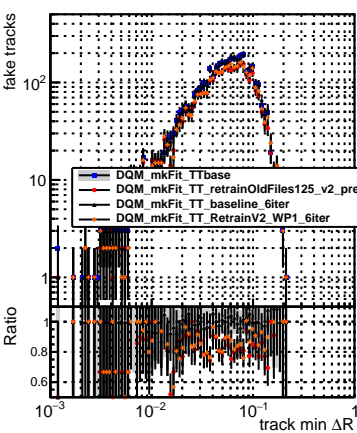 fake tracks
10²
10
1
DQM_mkFit_TTbase
DQM_mkFit_TT_retrainOldFiles125_v2_pre
DQM_mkFit_TT_baseline_6iter
DQM_mkFit_TT_RetrainV2_WP1_6iter
Ratio
1
0.8
0.6
10⁻³ 10⁻² 10⁻¹ 1
track min ΔR